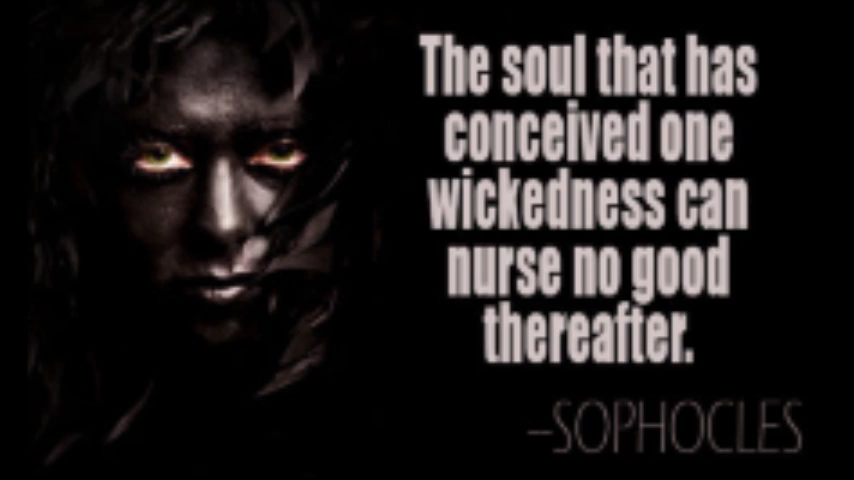 The soul that has
conceived one
wickedness can
nurse no good
thereafter.
–SOPHOCLES